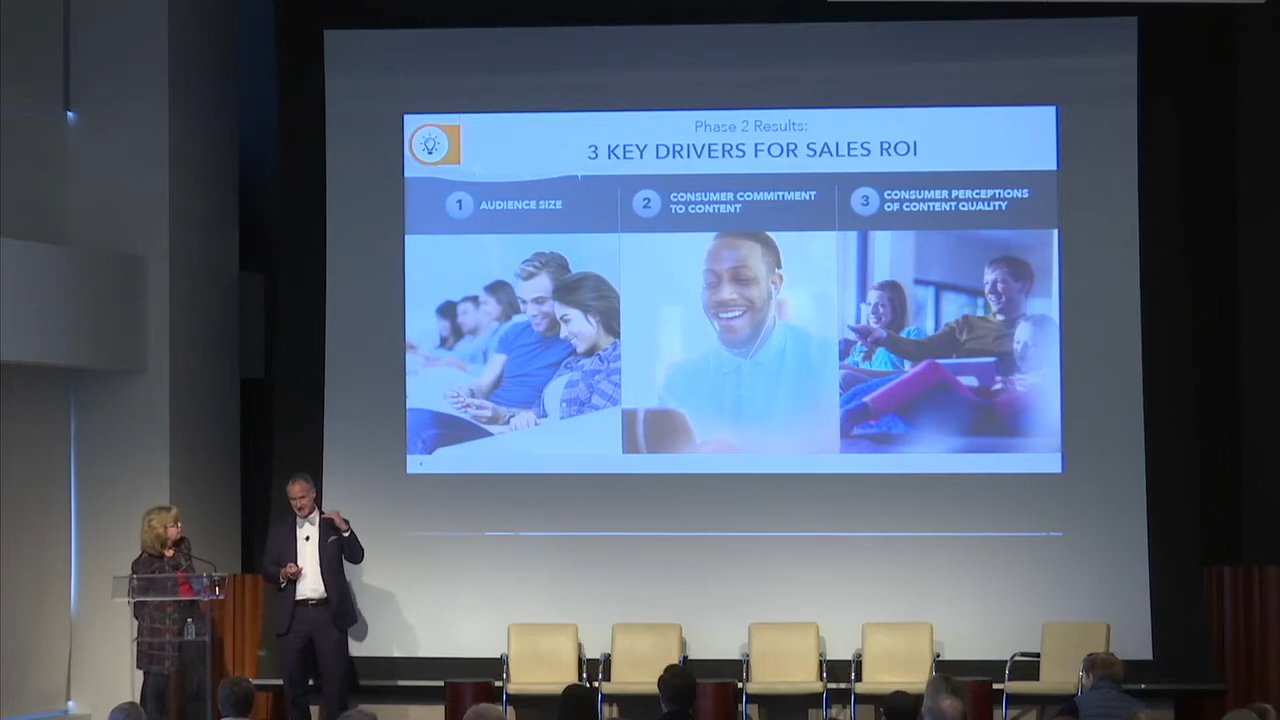 Phase 2 Results:
3 KEY DRIVERS FOR SALES ROI
1 AUDIENCE SIZE
2 CONSUMER COMMITMENT
TO CONTENT
3 CONSUMER PERCEPTIONS
OF CONTENT QUALITY